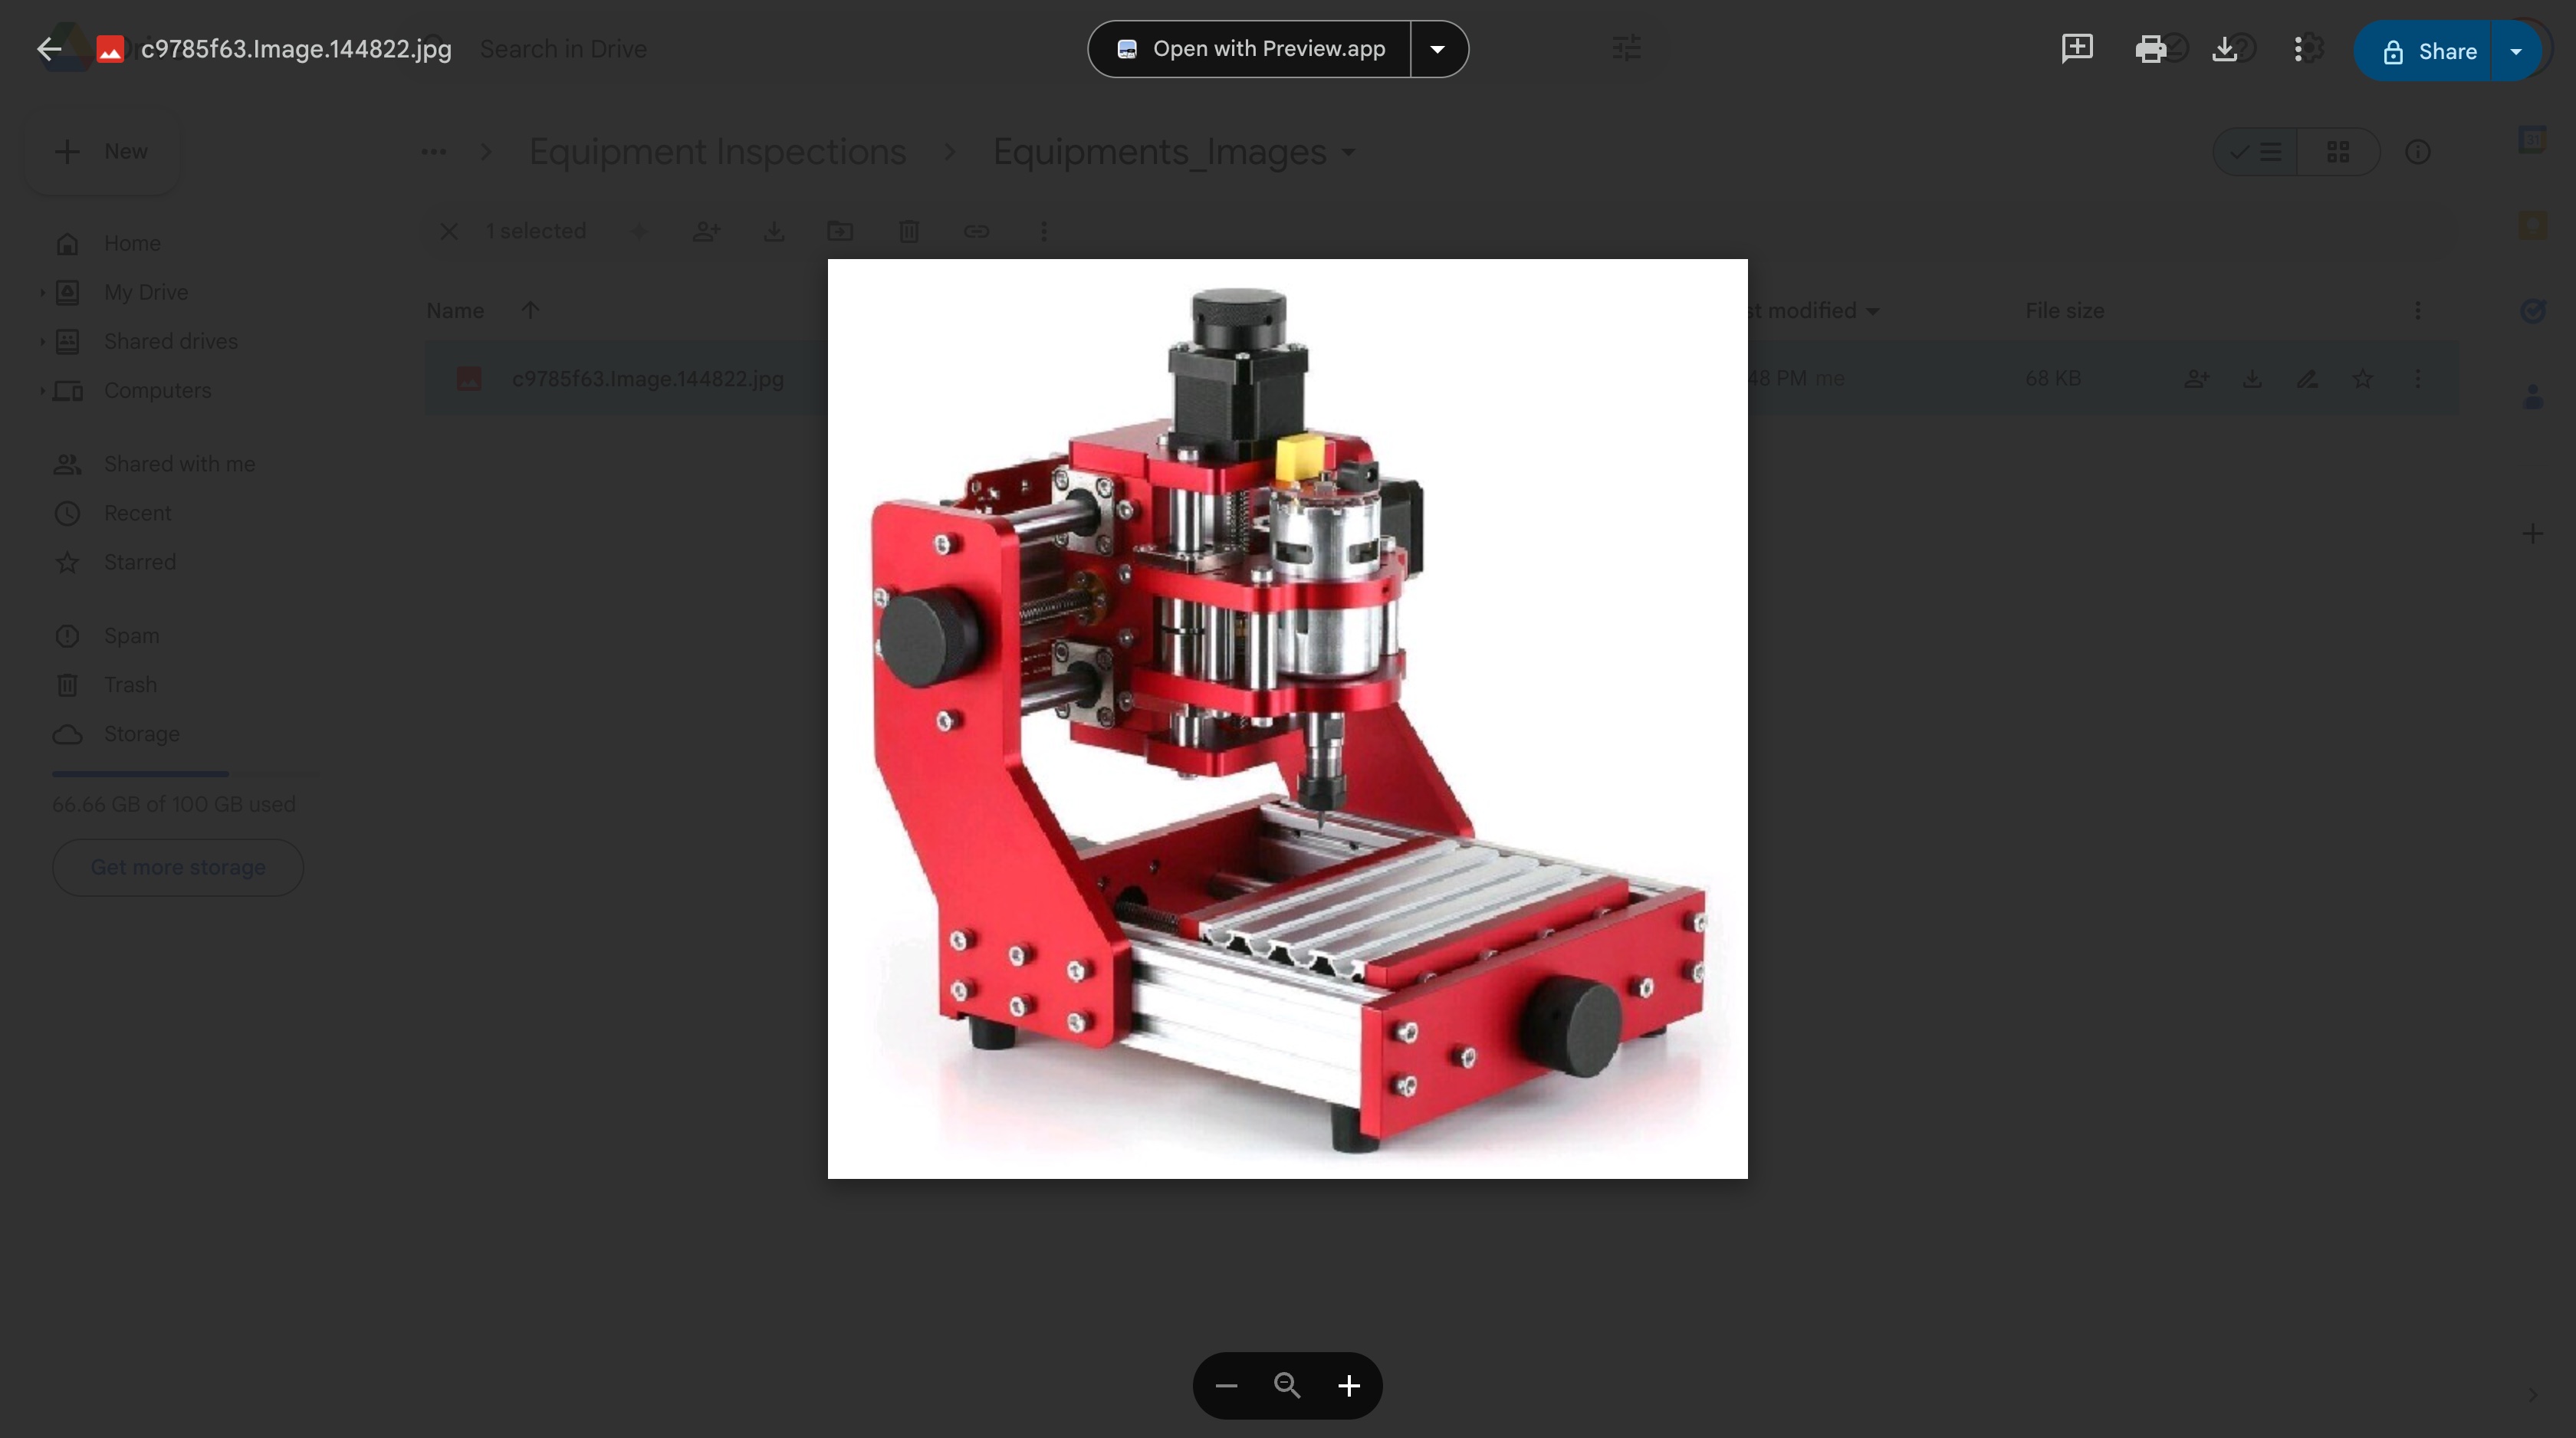 c9785f63.Image.144822.jpg
Search in Drive
Open with Preview.app
Share
New
Equipment Inspections
Equipments_Images
1 selected
Home
My Drive
Shared drives
Computers
Shared with me
Recent
Starred
Spam
Trash
Storage
66.66 GB of 100 GB used
Get more storage
Name
st modified
File size
c9785f63.Image.144822.jpg
48 PM me
68 KB